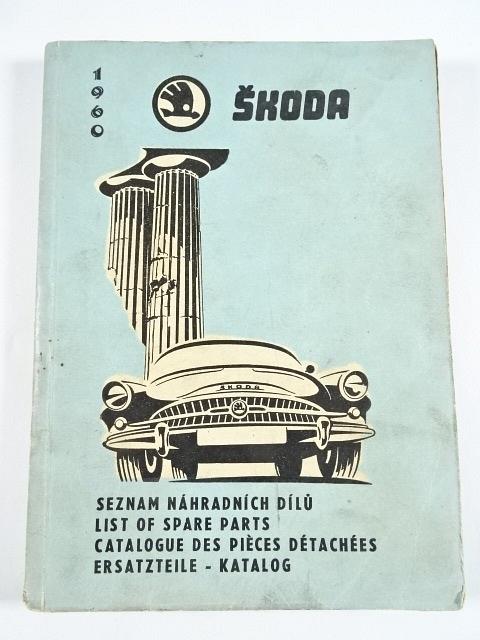 1960
ŠKODA
ŠKODA
SEZNAM NÁHRADNÍCH DÍLŮ
LIST OF SPARE PARTS
CATALOGUE DES PIÈCES DÉTACHÉES
ERSATZTEILE - KATALOG